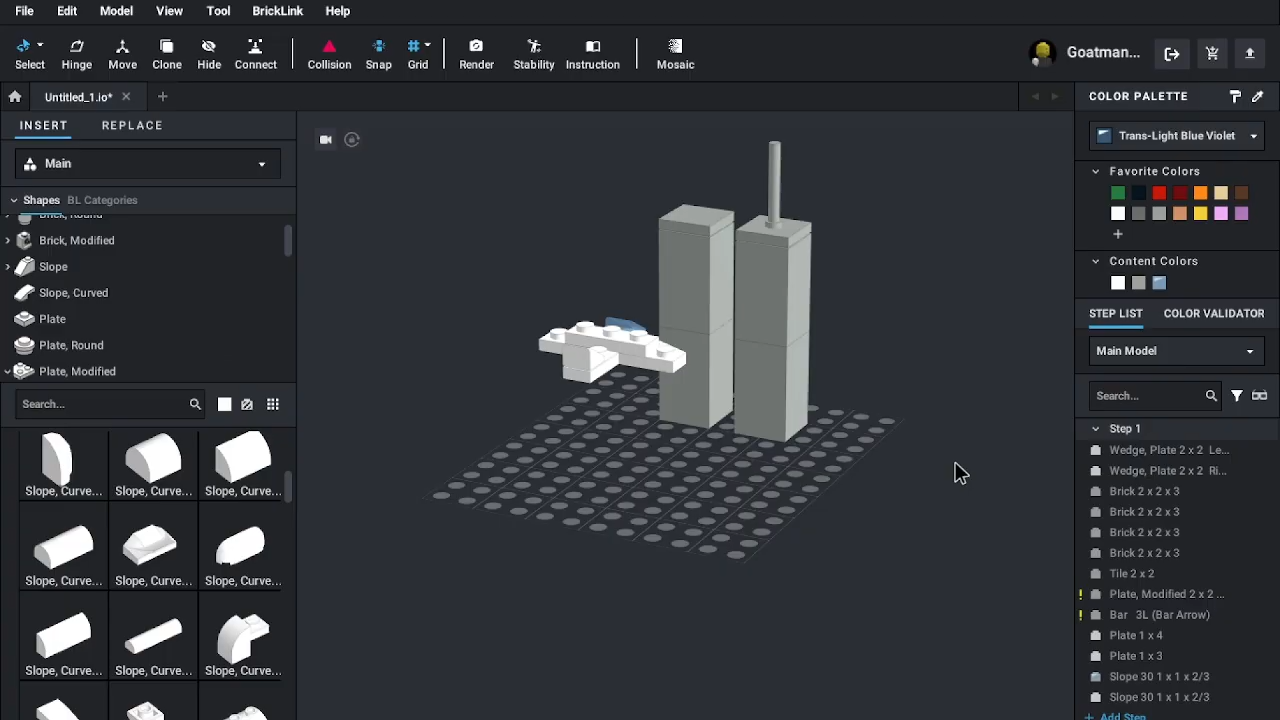 File Edit Model View Tool BrickLink Help
Select Hinge Move Clone Hide Connect Collision Snap Grid Render Stability Instruction Mosaic
Goatman...
Untitled_1.io*
COLOR PALETTE
INSERT REPLACE
Trans-Light Blue Violet
Main
Favorite Colors
Shapes BL Categories
Brick, Round
Brick, Modified
Slope
Slope, Curved
Plate
Plate, Round
Plate, Modified
Search...
Slope, Curve... Slope, Curve... Slope, Curve...
Slope, Curve... Slope, Curve... Slope, Curve...
Slope, Curve... Slope, Curve... Slope, Curve...
Content Colors
STEP LIST COLOR VALIDATOR
Main Model
Search...
Step 1
Wedge, Plate 2 x 2 Le...
Wedge, Plate 2 x 2 Ri...
Brick 2 x 2 x 3
Brick 2 x 2 x 3
Brick 2 x 2 x 3
Brick 2 x 2 x 3
Tile 2 x 2
! Plate, Modified 2 x 2 ...
! Bar 3L (Bar Arrow)
Plate 1 x 4
Plate 1 x 3
Slope 30 1 x 1 x 2/3
Slope 30 1 x 1 x 2/3
+ Add Step